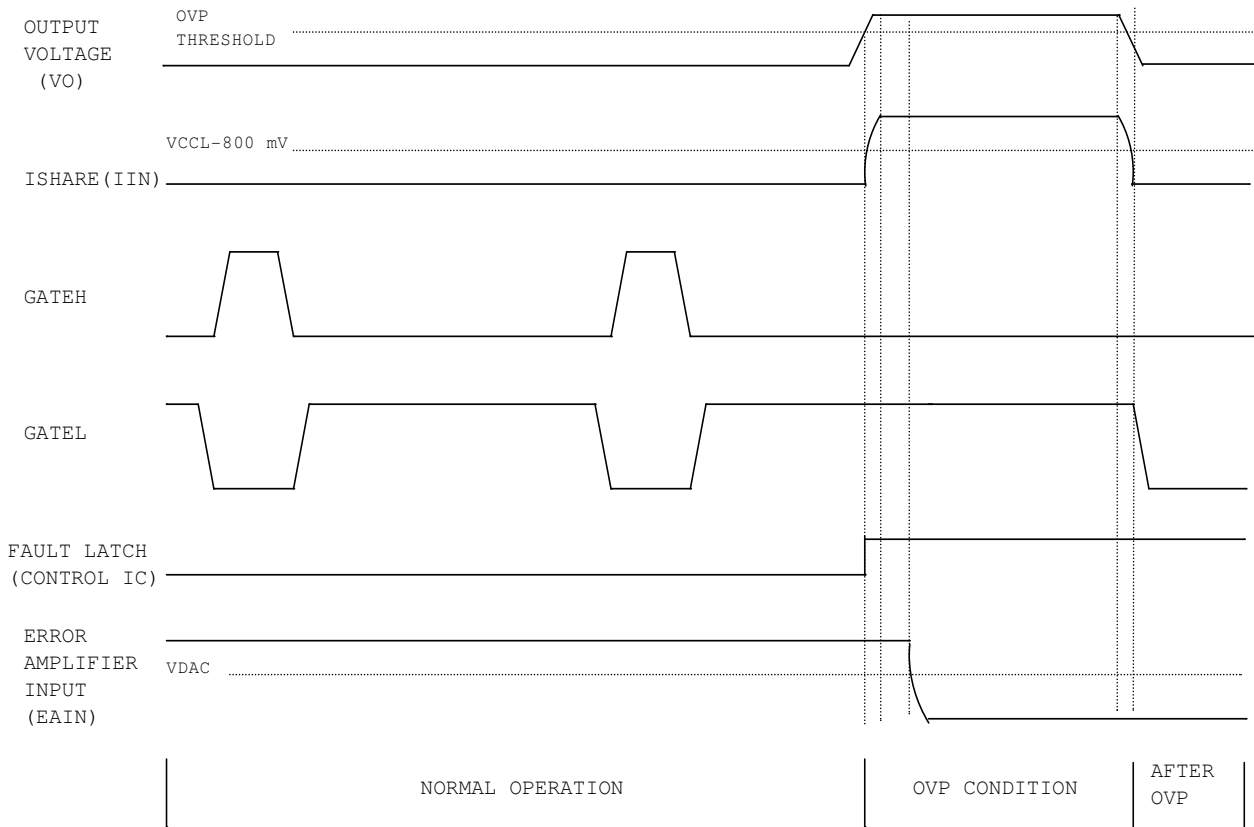 OUTPUT
VOLTAGE
(VO)
OVP
THRESHOLD
VCCL-800 mV
ISHARE(IIN)
GATEH
GATEL
FAULT LATCH
(CONTROL IC)
ERROR
AMPLIFIER
INPUT
(EAIN)
VDAC
NORMAL OPERATION
OVP CONDITION
AFTER
OVP